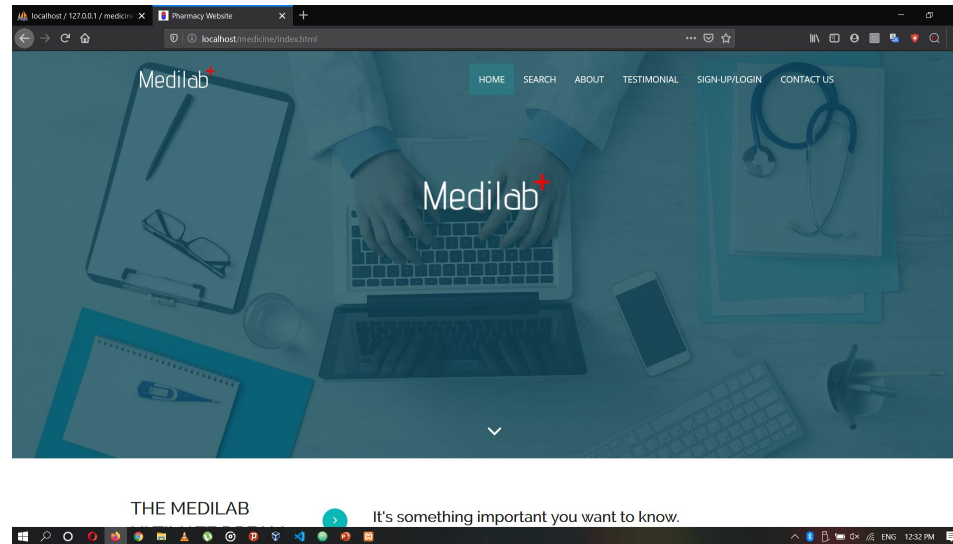 localhost / 127.0.0.1 / medicin
Pharmacy Website
localhost/medicine/Index.html
Medilab+
HOME SEARCH ABOUT TESTIMONIAL SIGN-UP/LOGIN CONTACT US
Medilab+
THE MEDILAB
It's something important you want to know.
ENG 12:32 PM